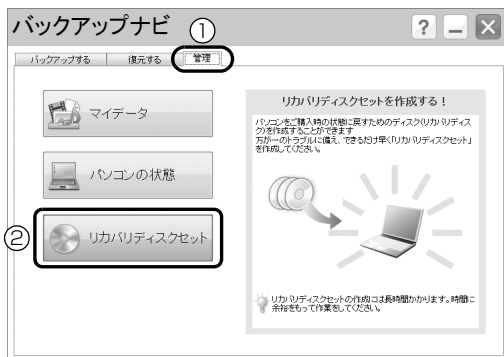 バックアップナビ
①
? – ×
バックアップする 復元する 管理
マイデータ
パソコンの状態
② リカバリディスクセット
リカバリディスクセットを作成する！
パソコンをご購入時の状態に戻すためのディスク(リカバリディス
ク)を作成することができます
万が一のトラブルに備え、できるだけ早く「リカバリディスクセット」
を作成してください。
リカバリディスクセットの作成には長時間かかります。時間に
余裕をもって作業をしてください。